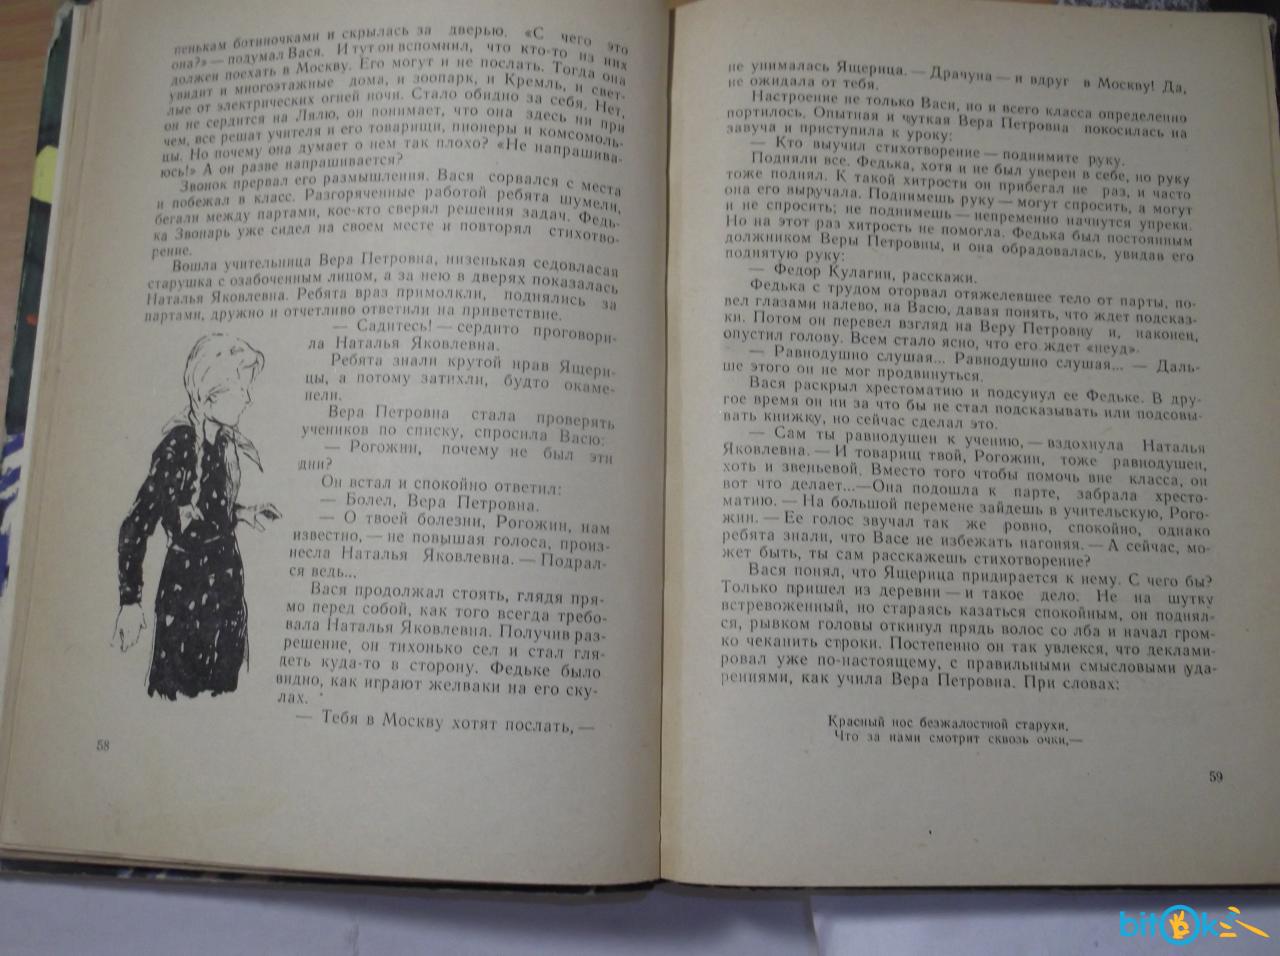 пенькам ботиночками и скрылась за дверью. «С чего это
она?» — подумал Вася. И тут он вспомнил, что кто-то из них
должен поехать в Москву. Его могут и не послать. Тогда она
увидит и многоэтажные дома, и зоопарк, и Кремль, и свет-
лые от электрических огней ночи. Стало обидно за себя. Нет,
он не сердится на Лялю, он понимает, что она здесь ни при
чем, все решат учителя и его товарищи, пионеры и комсомоль-
цы. Но почему она думает о нем так плохо? «Не напрашива-
юсь!» А он разве напрашивается?
Звонок прервал его размышления. Вася сорвался с места
и побежал в класс. Разгоряченные работой ребята шумели,
бегали между партами, кое-кто сверял решения задач. Федь-
ка Звонарь уже сидел на своем месте и повторял стихотво-
рение.
Вошла учительница Вера Петровна, низенькая седовласая
старушка с озабоченным лицом, а за нею в дверях показалась
Наталья Яковлевна. Ребята враз примолкли, поднялись за
партами, дружно и отчетливо ответили на приветствие.
— Садитесь! — сердито проговори-
ла Наталья Яковлевна.
Ребята знали крутой нрав Ящери-
цы, а потому затихли, будто окаме-
нели.
Вера Петровна стала проверять
учеников по списку, спросила Васю:
— Рогожин, почему не был эти
дни?
Он встал и спокойно ответил:
— Болел, Вера Петровна.
— О твоей болезни, Рогожин, нам
известно, — не повышая голоса, произ-
несла Наталья Яковлевна. — Подрал-
ся ведь...
Вася продолжал стоять, глядя пря-
мо перед собой, как того всегда требо-
вала Наталья Яковлевна. Получив раз-
решение, он тихонько сел и стал гля-
деть куда-то в сторону. Федьке было
видно, как играют желваки на его ску-
лах.
— Тебя в Москву хотят послать, —
58
не унималась Ящерица. — Драчуна — и вдруг в Москву! Да,
не ожидала от тебя.
Настроение не только Васи, но и всего класса определенно
портилось. Опытная и чуткая Вера Петровна покосилась на
завуча и приступила к уроку:
— Кто выучил стихотворение — поднимите руку.
Подняли все. Федька, хотя и не был уверен в себе, но руку
тоже поднял. К такой хитрости он прибегал не раз, и часто
она его выручала. Поднимешь руку — могут спросить, а могут
и не спросить; не поднимешь — непременно начнутся упреки.
Но на этот раз хитрость не помогла. Федька был постоянным
должником Веры Петровны, и она обрадовалась, увидав его
поднятую руку:
— Федор Кулагин, расскажи.
Федька с трудом оторвал отяжелевшее тело от парты, по-
вел глазами налево, на Васю, давая понять, что ждет подсказ-
ки. Потом он перевел взгляд на Веру Петровну и, наконец,
опустил голову. Всем стало ясно, что его ждет «неуд».
— Равнодушно слушая... Равнодушно слушая... — Даль-
ше этого он не мог продвинуться.
Вася раскрыл хрестоматию и подсунул ее Федьке. В дру-
гое время он ни за что бы не стал подсказывать или подсовы-
вать книжку, но сейчас сделал это.
— Сам ты равнодушен к учению, — вздохнула Наталья
Яковлевна. — И товарищ твой, Рогожин, тоже равнодушен,
хоть и звеньевой. Вместо того чтобы помочь вне класса, он
вот что делает...—Она подошла к парте, забрала хресто-
матию. — На большой перемене зайдешь в учительскую, Рого-
жин. — Ее голос звучал так же ровно, спокойно, однако
ребята знали, что Васе не избежать нагоняя. — А сейчас, мо-
жет быть, ты сам расскажешь стихотворение?
Вася понял, что Ящерица придирается к нему. С чего бы?
Только пришел из деревни — и такое дело. Не на шутку
встревоженный, но стараясь казаться спокойным, он поднял-
ся, рывком головы откинул прядь волос со лба и начал гром-
ко чеканить строки. Постепенно он так увлекся, что деклами-
ровал уже по-настоящему, с правильными смысловыми уда-
рениями, как учила Вера Петровна. При словах:
Красный нос безжалостной старухи,
Что за нами смотрит сквозь очки,—
59
bitok